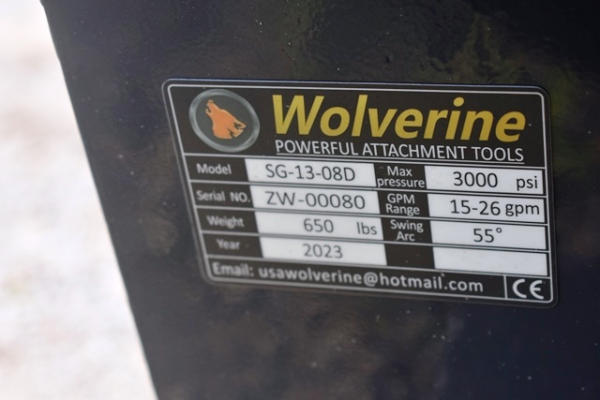 Wolverine
POWERFUL ATTACHMENT TOOLS
Model SG-13-08D Max pressure 3000 psi
Serial NO. ZW-00080 GPM Range 15-26 gpm
Weight 650 lbs Swing Arc 55°
Year 2023
Email: usawolverine@hotmail.com CE